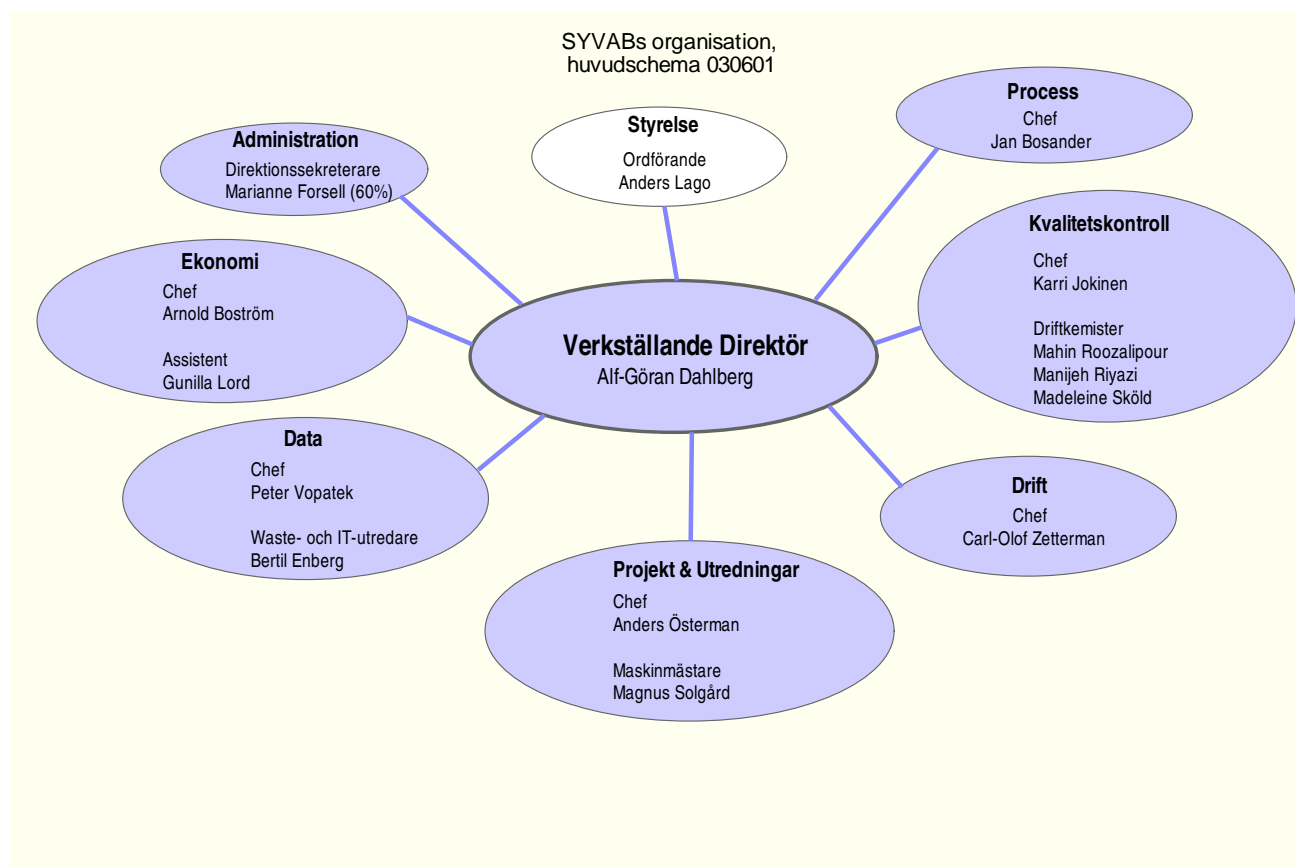 SYVABs organisation,
huvudschema 030601
Administration
Direktionssekreterare
Marianne Forsell (60%)
Styrelse
Ordförande
Anders Lago
Process
Chef
Jan Bosander
Ekonomi
Chef
Arnold Boström
Assistent
Gunilla Lord
Verkställande Direktör
Alf-Göran Dahlberg
Kvalitetskontroll
Chef
Karri Jokinen
Driftkemister
Mahin Roozalipour
Manijeh Riyazi
Madeleine Sköld
Data
Chef
Peter Vopatek
Waste- och IT-utredare
Bertil Enberg
Projekt & Utredningar
Chef
Anders Österman
Maskinmästare
Magnus Solgård
Drift
Chef
Carl-Olof Zetterman